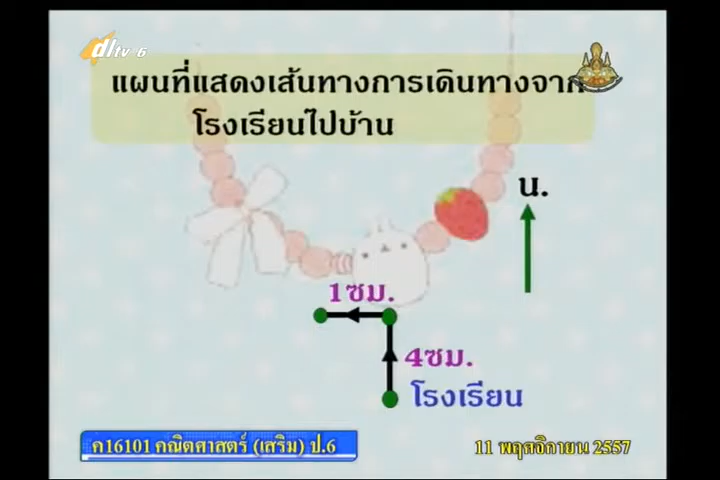 dltv-6
แผนที่แสดงเส้นทางการเดินทางจาก
โรงเรียนไปบ้าน
น.
1ซม.
4ซม.
โรงเรียน
ค16101 คณิตศาสตร์ (เสริม) ป.6
11 พฤศจิกายน 2557